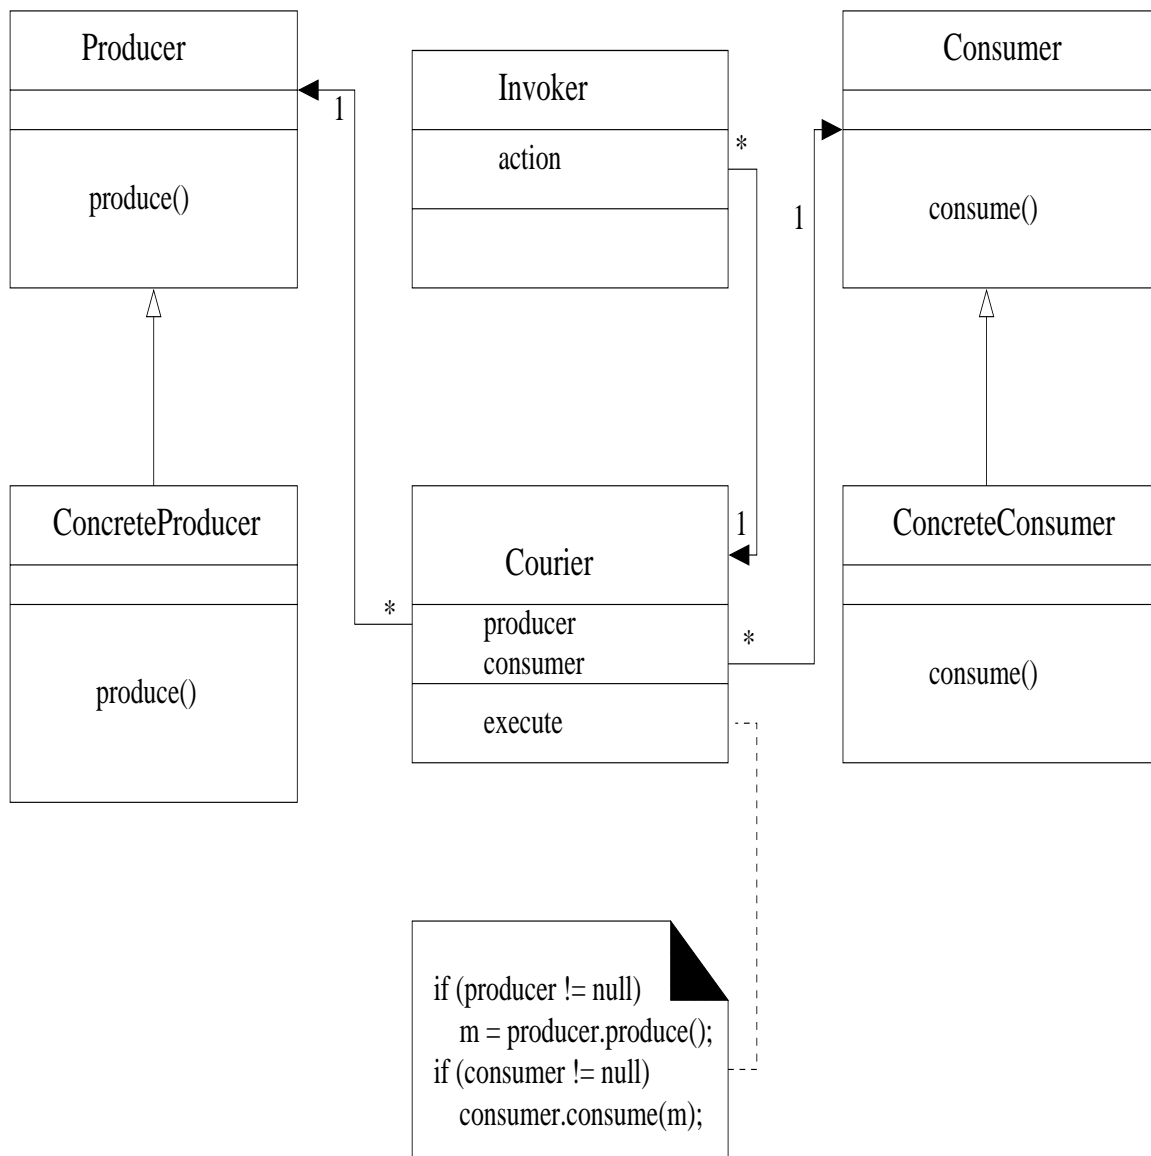 Producer
produce()
1
Invoker
action
*
Consumer
consume()
1
ConcreteProducer
produce()
*
Courier
producer
consumer
execute
1
*
ConcreteConsumer
consume()
if (producer != null)
m = producer.produce();
if (consumer != null)
consumer.consume(m);